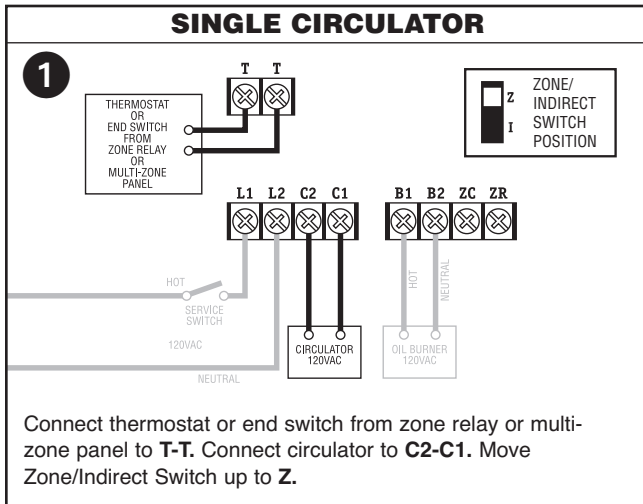 SINGLE CIRCULATOR
1
T T
THERMOSTAT
OR
END SWITCH
FROM
ZONE RELAY
OR
MULTI-ZONE
PANEL
Z
I
ZONE/
INDIRECT
SWITCH
POSITION
L1 L2 C2 C1 B1 B2 ZC ZR
HOT
SERVICE
SWITCH
120VAC
NEUTRAL
CIRCULATOR
120VAC
HOT
NEUTRAL
OIL BURNER
120VAC
Connect thermostat or end switch from zone relay or multi-
zone panel to T-T. Connect circulator to C2-C1. Move
Zone/Indirect Switch up to Z.